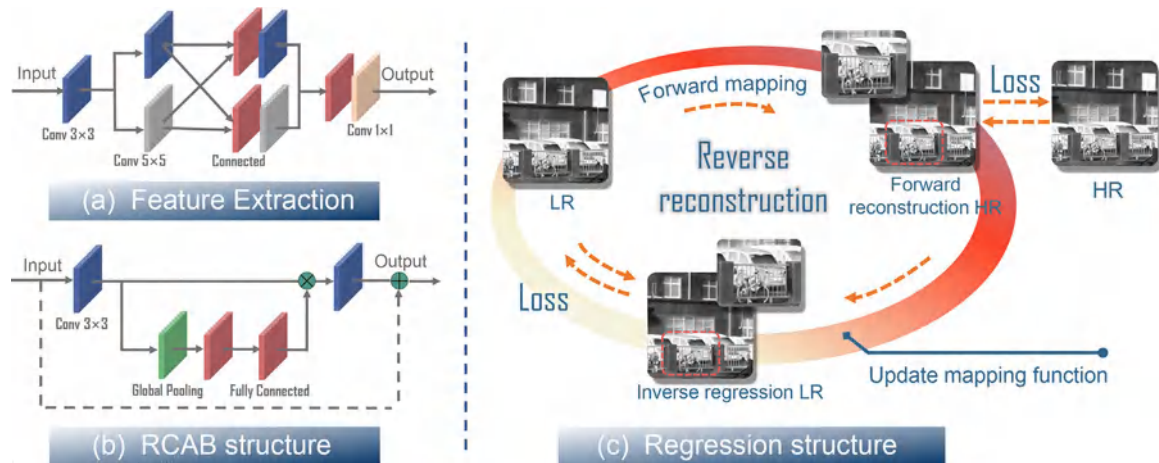 Input
Conv 3×3
Conv 5×5
Connected
Conv 1×1
Output
(a) Feature Extraction
Input
Conv 3×3
Global Pooling
Fully Connected
Output
(b) RCAB structure
LR
Forward mapping
Reverse
reconstruction
Forward
reconstruction HR
Loss
HR
Loss
Inverse regression LR
Update mapping function
(c) Regression structure